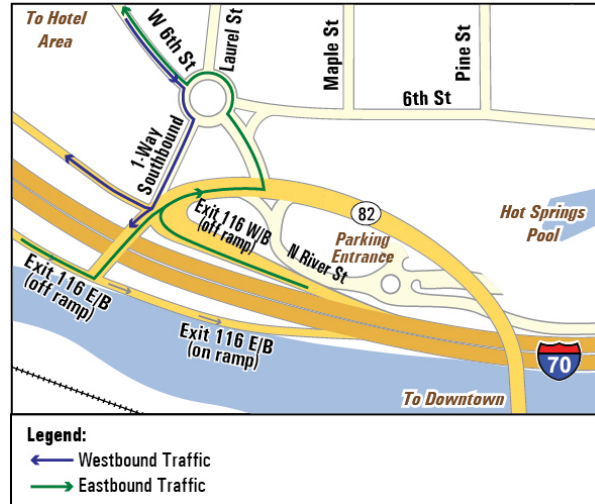 To Hotel
Area
W 6th St
Laurel St
Maple St
Pine St
6th St
1-Way
Southbound
82
Hot Springs
Pool
Exit 116 W/B
(off ramp)
Parking
Entrance
N River St
Exit 116 E/B
(off ramp)
Exit 116 E/B
(on ramp)
70
To Downtown
Legend:
Westbound Traffic
Eastbound Traffic